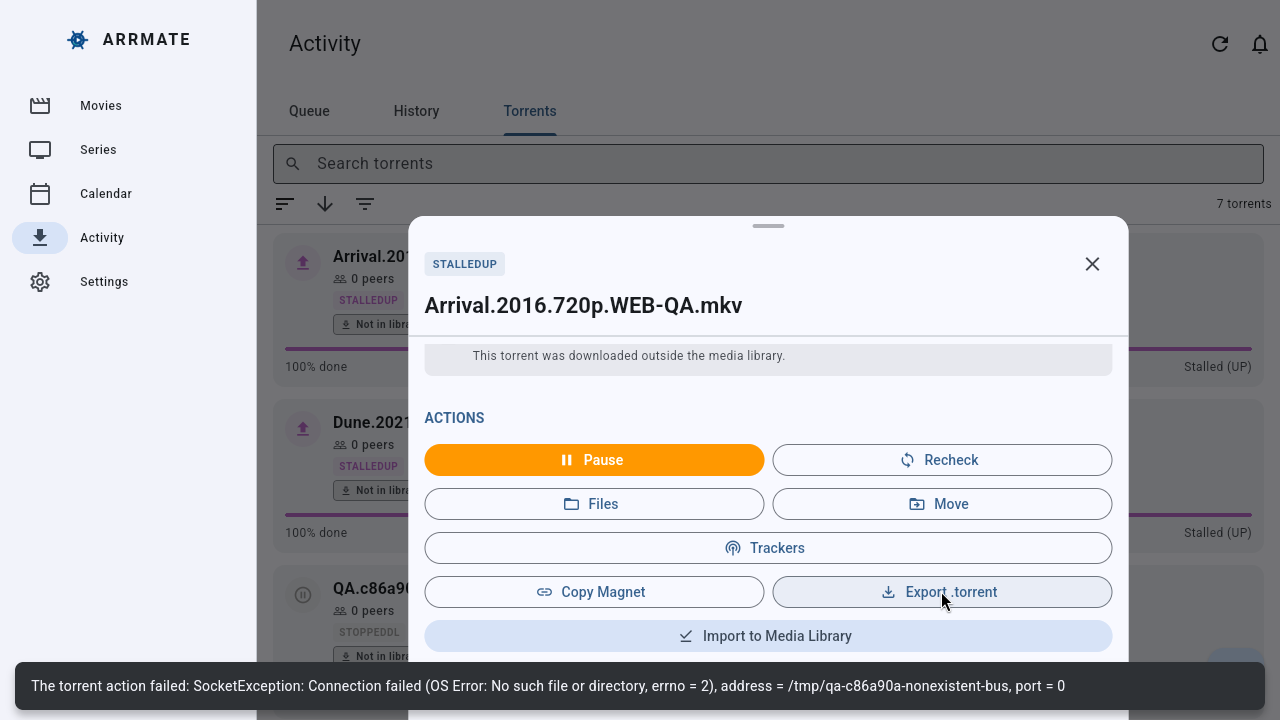 ARRMATE
Movies
Series
Calendar
Activity
Settings
Activity
Queue
History
Torrents
Search torrents
7 torrents
Arrival.201
0 peers
STALLEDUP
Not in libra
100% done
Stalled (UP)
Dune.2021
0 peers
STALLEDUP
Not in libra
100% done
Stalled (UP)
QA.c86a90
0 peers
STOPPEDDL
Not in libra
STALLEDUP
Arrival.2016.720p.WEB-QA.mkv
This torrent was downloaded outside the media library.
ACTIONS
Pause
Recheck
Files
Move
Trackers
Copy Magnet
Export .torrent
Import to Media Library
The torrent action failed: SocketException: Connection failed (OS Error: No such file or directory, errno = 2), address = /tmp/qa-c86a90a-nonexistent-bus, port = 0